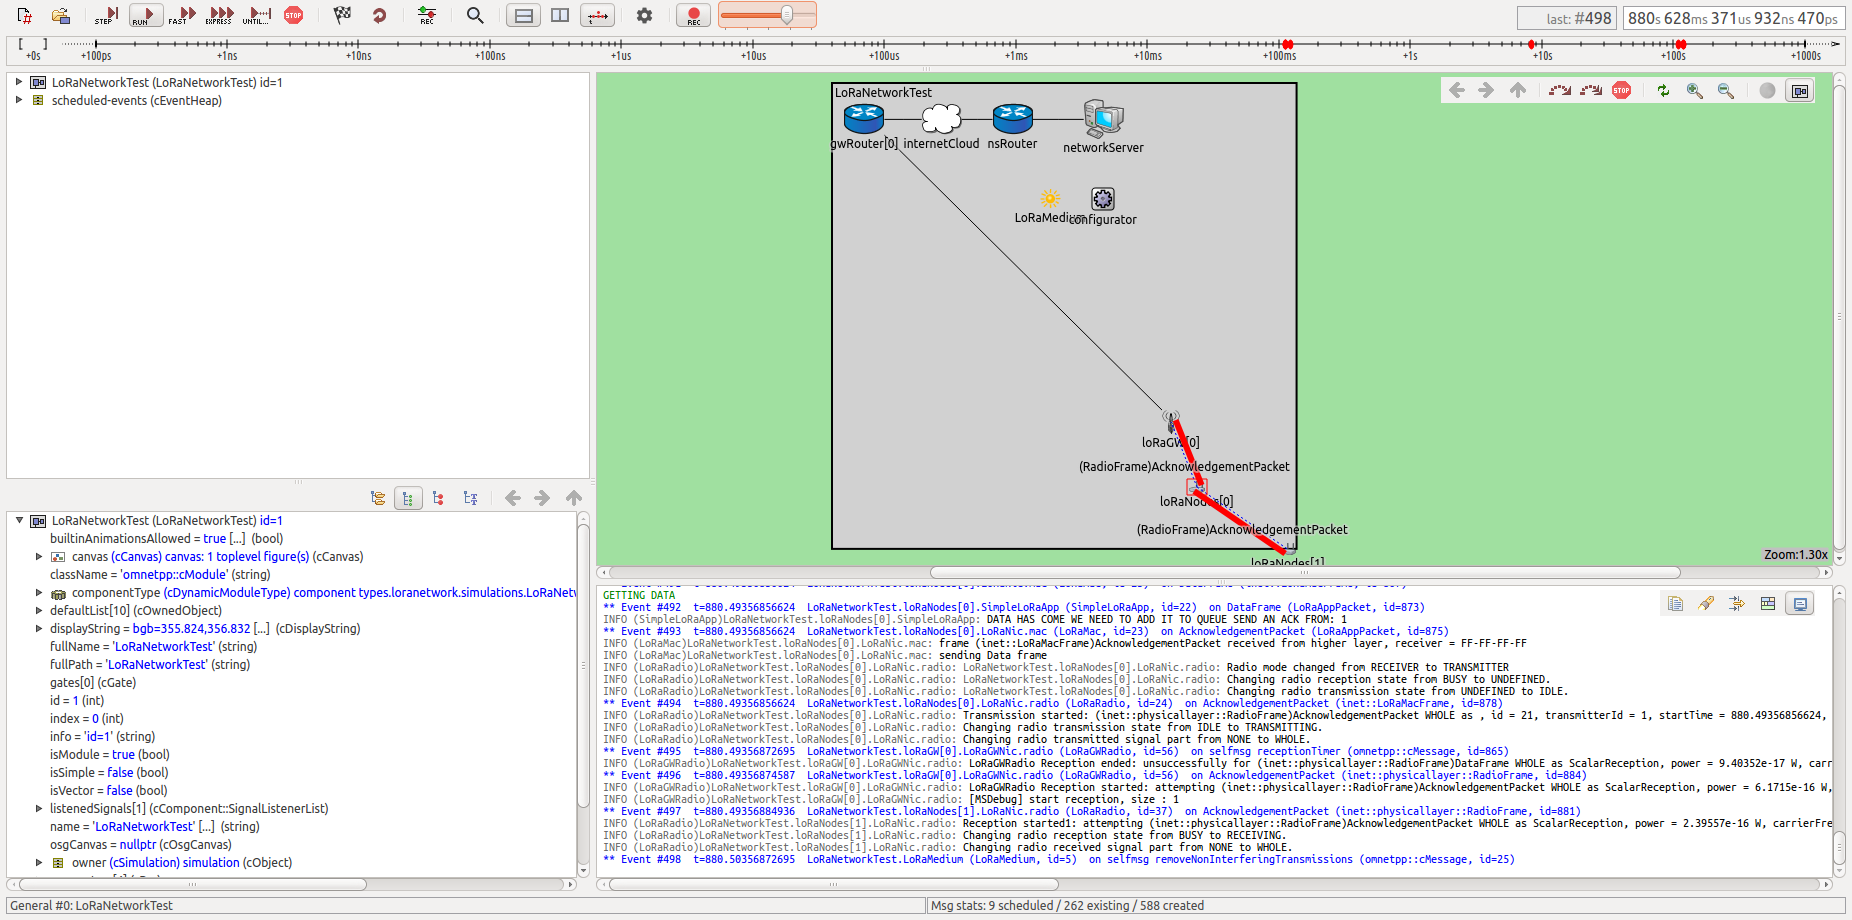 STEP RUN FAST EXPRESS UNTIL... STOP REC REC
last: #498 880s 628ms 371us 932ns 470ps
+0s +100ps +1ns +10ns +100ns +1us +10us +100us +1ms +10ms +100ms +1s +10s +100s +1000s
LoRaNetworkTest (LoRaNetworkTest) id=1
scheduled-events (cEventHeap)
LoRaNetworkTest (LoRaNetworkTest) id=1
builtinAnimationsAllowed = true [...] (bool)
canvas (cCanvas) canvas: 1 toplevel figure(s) (cCanvas)
className = 'omnetpp::cModule' (string)
componentType (cDynamicModuleType) component types.loranetwork.simulations.LoRaNetw
defaultList[10] (cOwnedObject)
displayString = bgb=355.824,356.832 [...] (cDisplayString)
fullName = 'LoRaNetworkTest' (string)
fullPath = 'LoRaNetworkTest' (string)
gates[0] (cGate)
id = 1 (int)
index = 0 (int)
info = 'id=1' (string)
isModule = true (bool)
isSimple = false (bool)
isVector = false (bool)
listenedSignals[1] (cComponent::SignalListenerList)
name = 'LoRaNetworkTest' [...] (string)
osgCanvas = nullptr (cOsgCanvas)
owner (cSimulation) simulation (cObject)
LoRaNetworkTest
gwRouter[0] internetCloud nsRouter networkServer
LoRaMedium configurator
loRaGW[0]
(RadioFrame)AcknowledgementPacket
loRaNodes[0]
(RadioFrame)AcknowledgementPacket
loRaNodes[1]
STOP
Zoom:1.30x
GETTING DATA
** Event #492 t=880.49356856624 LoRaNetworkTest.loRaNodes[0].SimpleLoRaApp (SimpleLoRaApp, id=22) on DataFrame (LoRaAppPacket, id=873)
INFO (SimpleLoRaApp)LoRaNetworkTest.loRaNodes[0].SimpleLoRaApp: DATA HAS COME WE NEED TO ADD IT TO QUEUE SEND AN ACK FROM: 1
** Event #493 t=880.49356856624 LoRaNetworkTest.loRaNodes[0].LoRaNic.mac (LoRaMac, id=23) on AcknowledgementPacket (LoRaAppPacket, id=875)
INFO (LoRaMac)LoRaNetworkTest.loRaNodes[0].LoRaNic.mac: frame (inet::LoRaMacFrame)AcknowledgementPacket received from higher layer, receiver = FF-FF-FF-FF
INFO (LoRaMac)LoRaNetworkTest.loRaNodes[0].LoRaNic.mac: sending Data frame
INFO (LoRaRadio)LoRaNetworkTest.loRaNodes[0].LoRaNic.radio: LoRaNetworkTest.loRaNodes[0].LoRaNic.radio: Radio mode changed from RECEIVER to TRANSMITTER
INFO (LoRaRadio)LoRaNetworkTest.loRaNodes[0].LoRaNic.radio: LoRaNetworkTest.loRaNodes[0].LoRaNic.radio: Changing radio reception state from BUSY to UNDEFINED.
INFO (LoRaRadio)LoRaNetworkTest.loRaNodes[0].LoRaNic.radio: LoRaNetworkTest.loRaNodes[0].LoRaNic.radio: Changing radio transmission state from UNDEFINED to IDLE.
** Event #494 t=880.49356856624 LoRaNetworkTest.loRaNodes[0].LoRaNic.radio (LoRaRadio, id=24) on AcknowledgementPacket (inet::LoRaMacFrame, id=878)
INFO (LoRaRadio)LoRaNetworkTest.loRaNodes[0].LoRaNic.radio: Transmission started: (inet::physicallayer::RadioFrame)AcknowledgementPacket WHOLE as , id = 21, transmitterId = 1, startTime = 880.49356856624,
INFO (LoRaRadio)LoRaNetworkTest.loRaNodes[0].LoRaNic.radio: Changing radio transmission state from IDLE to TRANSMITTING.
INFO (LoRaRadio)LoRaNetworkTest.loRaNodes[0].LoRaNic.radio: Changing radio transmitted signal part from NONE to WHOLE.
** Event #495 t=880.49356872695 LoRaNetworkTest.loRaGW[0].LoRaGWNic.radio (LoRaGWRadio, id=56) on selfmsg receptionTimer (omnetpp::cMessage, id=865)
INFO (LoRaGWRadio)LoRaNetworkTest.loRaGW[0].LoRaGWNic.radio: LoRaGWRadio Reception ended: unsuccessfully for (inet::physicallayer::RadioFrame)DataFrame WHOLE as ScalarReception, power = 9.40352e-17 W, carr
** Event #496 t=880.49356874587 LoRaNetworkTest.loRaGW[0].LoRaGWNic.radio (LoRaGWRadio, id=56) on AcknowledgementPacket (inet::physicallayer::RadioFrame, id=884)
INFO (LoRaGWRadio)LoRaNetworkTest.loRaGW[0].LoRaGWNic.radio: LoRaGWRadio Reception started: attempting (inet::physicallayer::RadioFrame)AcknowledgementPacket WHOLE as ScalarReception, power = 6.1715e-16 W,
INFO (LoRaGWRadio)LoRaNetworkTest.loRaGW[0].LoRaGWNic.radio: [MSDebug] start reception, size : 1
** Event #497 t=880.49356884936 LoRaNetworkTest.loRaNodes[1].LoRaNic.radio (LoRaRadio, id=37) on AcknowledgementPacket (inet::physicallayer::RadioFrame, id=881)
INFO (LoRaRadio)LoRaNetworkTest.loRaNodes[1].LoRaNic.radio: Reception started1: attempting (inet::physicallayer::RadioFrame)AcknowledgementPacket WHOLE as ScalarReception, power = 2.39557e-16 W, carrierFre
INFO (LoRaRadio)LoRaNetworkTest.loRaNodes[1].LoRaNic.radio: Changing radio reception state from BUSY to RECEIVING.
INFO (LoRaRadio)LoRaNetworkTest.loRaNodes[1].LoRaNic.radio: Changing radio received signal part from NONE to WHOLE.
** Event #498 t=880.50356872695 LoRaNetworkTest.LoRaMedium (LoRaMedium, id=5) on selfmsg removeNonInterferingTransmissions (omnetpp::cMessage, id=25)
General #0: LoRaNetworkTest
Msg stats: 9 scheduled / 262 existing / 588 created